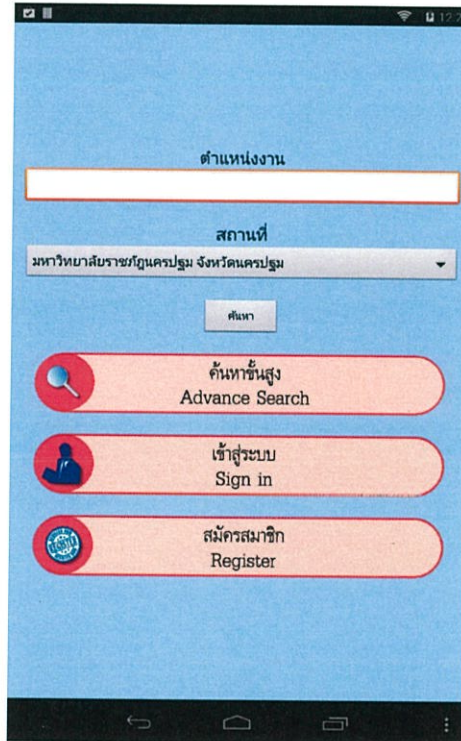 ตำแหน่งงาน
สถานที่
มหาวิทยาลัยราชภัฏนครปฐม จังหวัดนครปฐม
ค้นหา
ค้นหาขั้นสูง
Advance Search
เข้าสู่ระบบ
Sign in
สมัครสมาชิก
Register